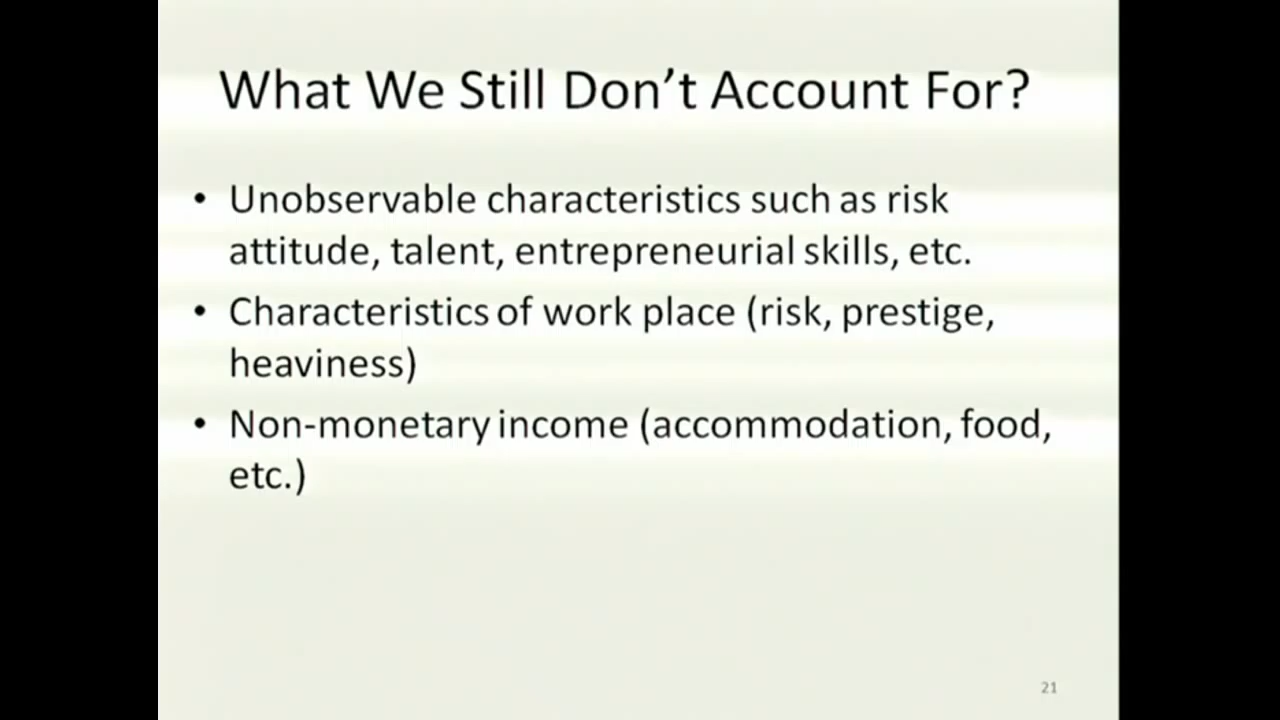 What We Still Don't Account For?
• Unobservable characteristics such as risk
attitude, talent, entrepreneurial skills, etc.
• Characteristics of work place (risk, prestige,
heaviness)
• Non-monetary income (accommodation, food,
etc.)
21